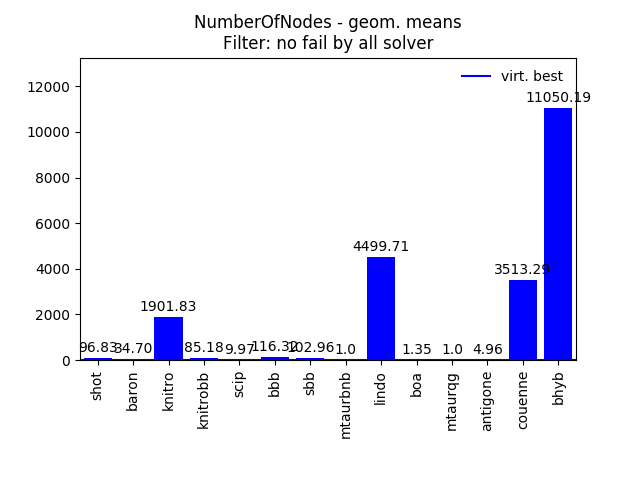 NumberOfNodes - geom. means
Filter: no fail by all solver
virt. best
12000
10000
8000
6000
4000
2000
0
96.83
34.70
1901.83
85.18
9.97
116.32
102.96
1.0
4499.71
1.35
1.0
4.96
3513.29
11050.19
shot
baron
knitro
knitrobb
scip
bbb
sbb
mtaurbnb
lindo
boa
mtaurqg
antigone
couenne
bhyb